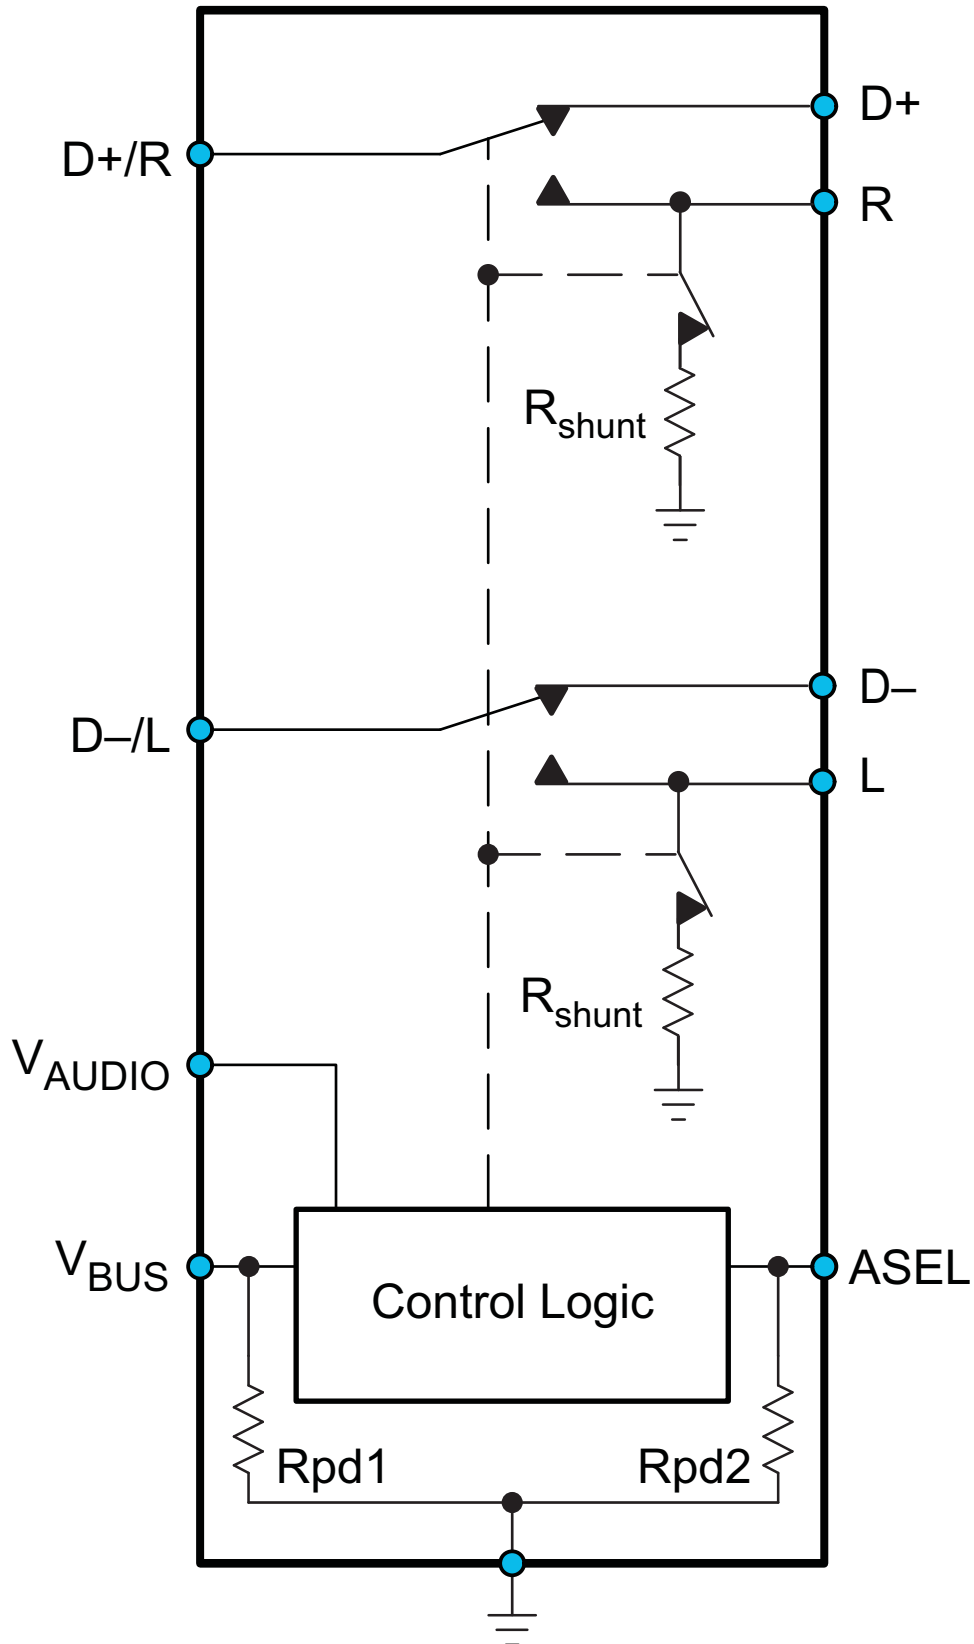 D+
D+/R
R
Rshunt
D–
D–/L
L
Rshunt
VAUDIO
VBUS
ASEL
Control Logic
Rpd1
Rpd2